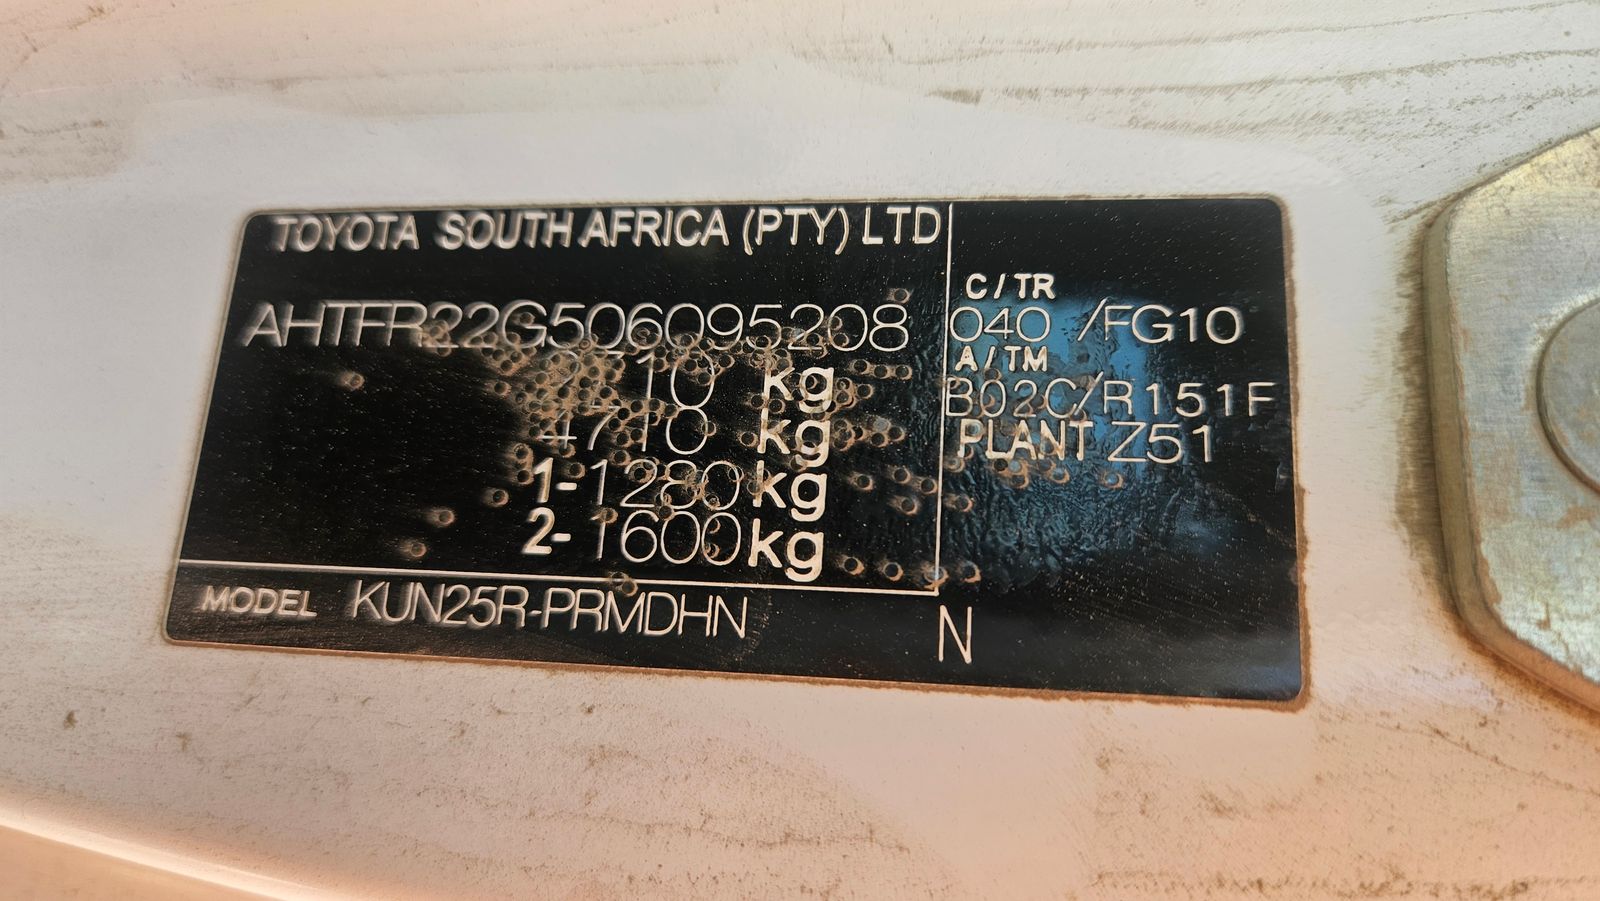 TOYOTA SOUTH AFRICA (PTY) LTD
AHTFR22G506095208
2710 kg
4710 kg
1-1280 kg
2-1600 kg
MODEL KUN25R-PRMDHN
C/TR
040 /FG10
A/TM
B02C/R151F
PLANT Z51
N